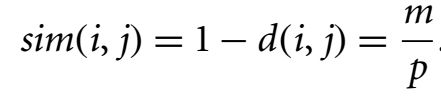 sim(i, j) = 1 − d(i, j) = m/p.